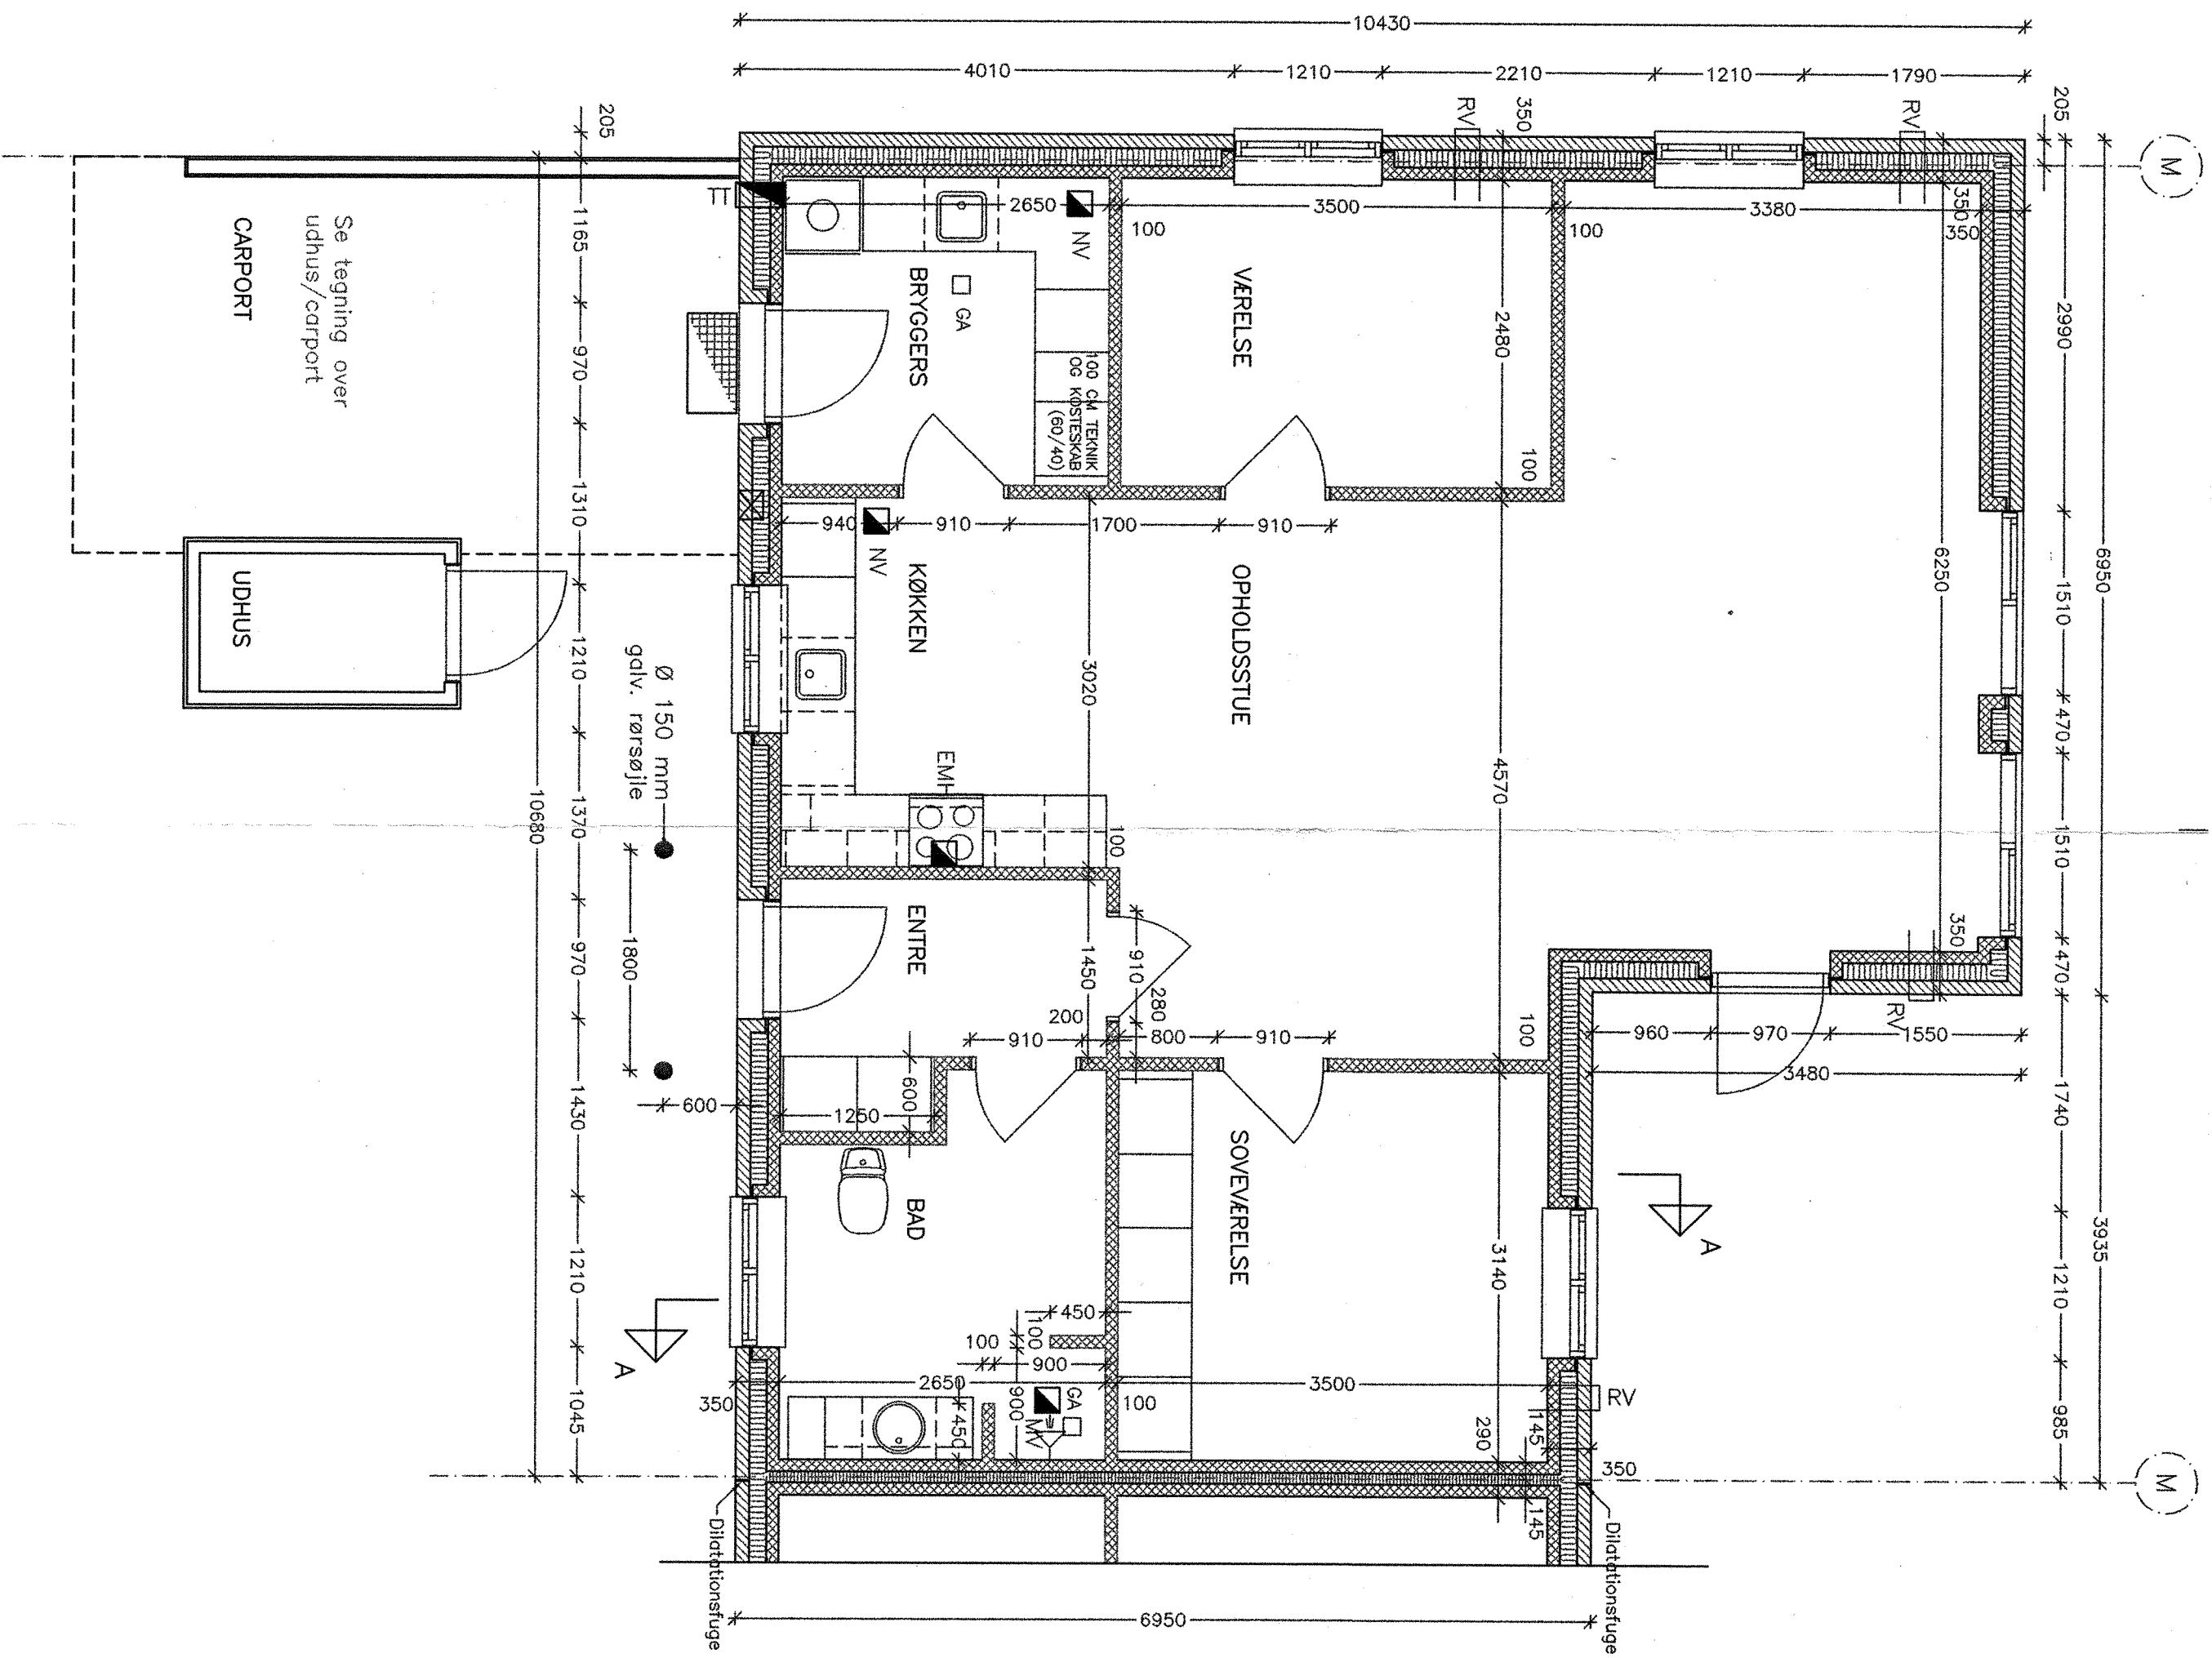 10430
4010
1210
2210
1210
1790
205
205
350
RV
RV
M
TT
2650
NV
100
3500
100
3380
350
350
CARPORT
Se tegning over
udhus/carport
1165
970
1310
1210
1370
970
1430
1210
1045
10680
BRYGGERS
GA
100 CM TEKNIK
OG KOSTESKAB
(60/40)
VÆRELSE
2480
100
2990
1510
470
1510
470
1740
1210
985
6950
3935
6250
940
910
1700
910
NV
KØKKEN
OPHOLDSSTUE
3020
4570
UDHUS
Ø 150 mm
galv. rørsøjle
1800
600
EMH
100
ENTRE
1450
910
280
200
910
800
910
100
350
RV
960
970
1550
3480
600
1250
BAD
SOVEVÆRELSE
3140
A
A
450
100
100
900
2650
900
450
GA
MV
100
3500
350
RV
290
145
145
350
M
Dilatationsfuge
Dilatationsfuge
6950